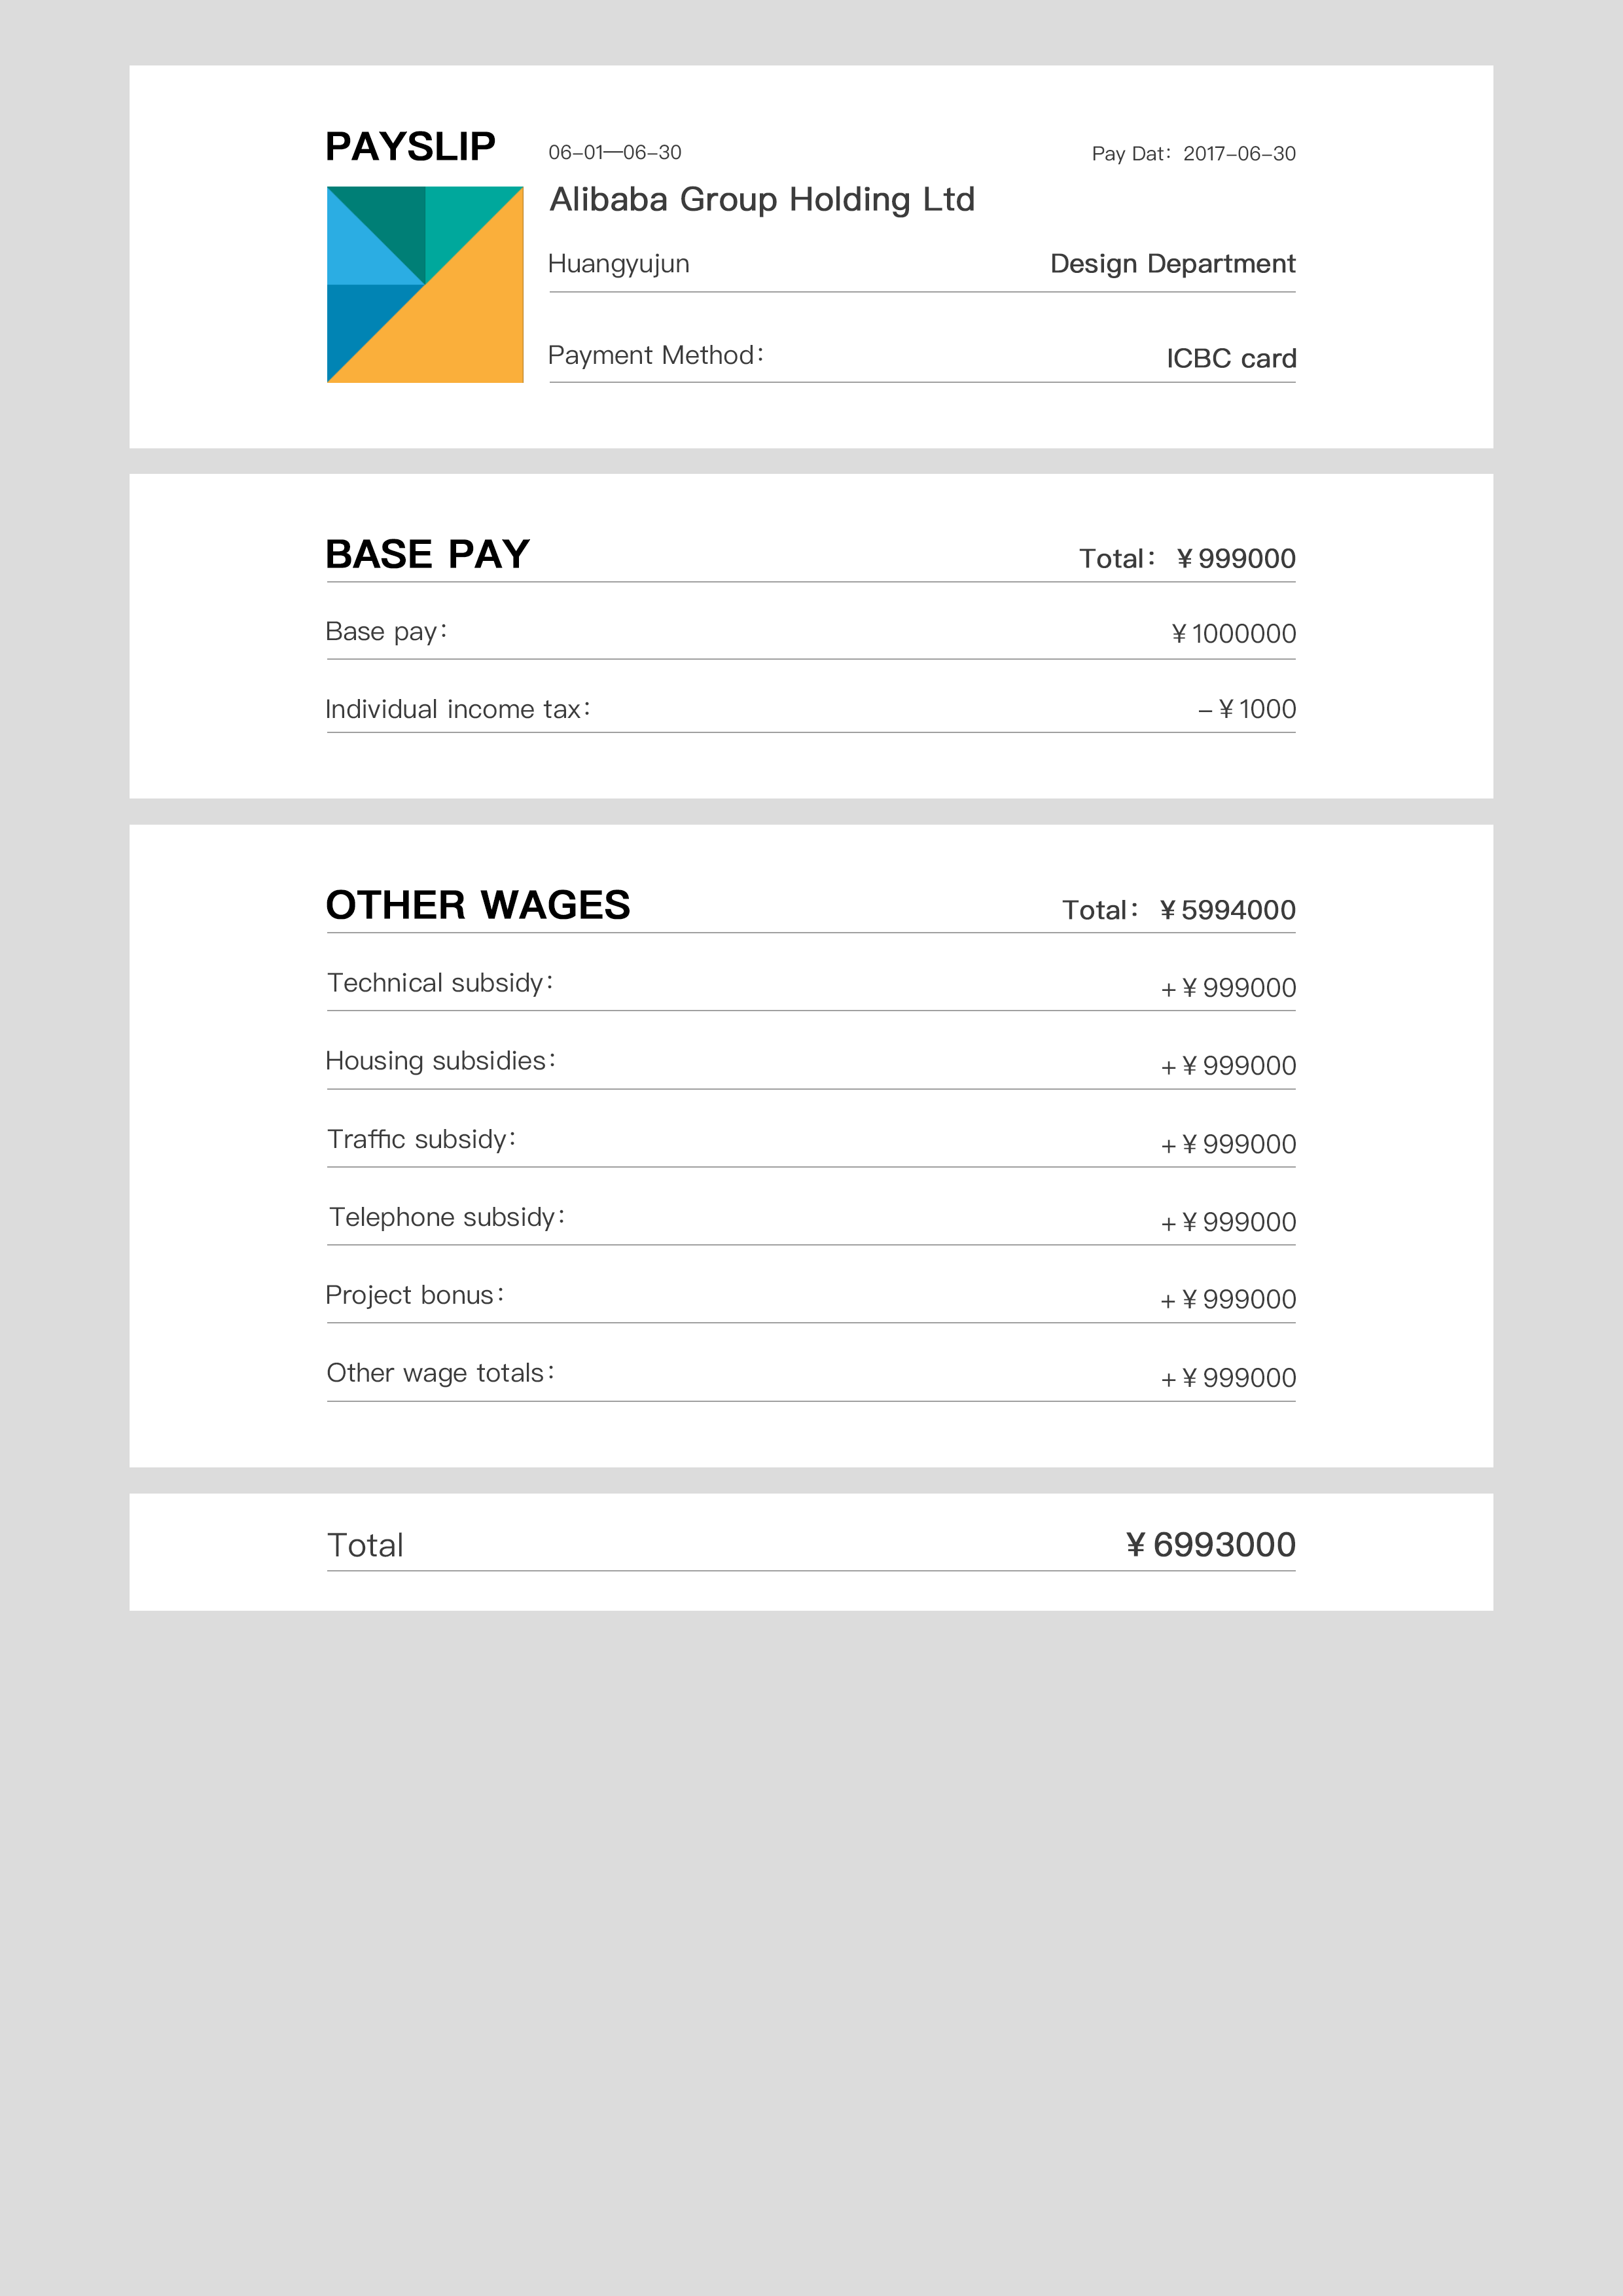 PAYSLIP 06-01—06-30 Pay Dat：2017-06-30
Alibaba Group Holding Ltd
Huangyujun Design Department
Payment Method： ICBC card
BASE PAY Total： ¥999000
Base pay： ¥1000000
Individual income tax： -¥1000
OTHER WAGES Total： ¥5994000
Technical subsidy： +¥999000
Housing subsidies： +¥999000
Traffic subsidy： +¥999000
Telephone subsidy： +¥999000
Project bonus： +¥999000
Other wage totals： +¥999000
Total ¥6993000